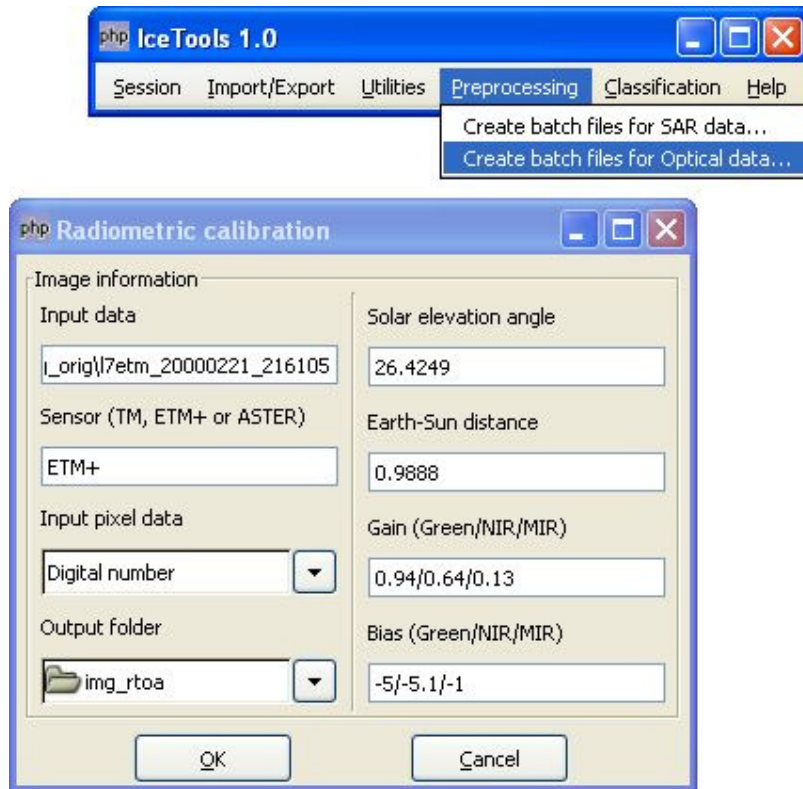 php IceTools 1.0
Session Import/Export Utilities Preprocessing Classification Help
Create batch files for SAR data...
Create batch files for Optical data...
php Radiometric calibration
Image information
Input data
_orig\l7etm_20000221_216105
Sensor (TM, ETM+ or ASTER)
ETM+
Input pixel data
Digital number
Output folder
img_rtoa
Solar elevation angle
26.4249
Earth-Sun distance
0.9888
Gain (Green/NIR/MIR)
0.94/0.64/0.13
Bias (Green/NIR/MIR)
-5/-5.1/-1
OK
Cancel